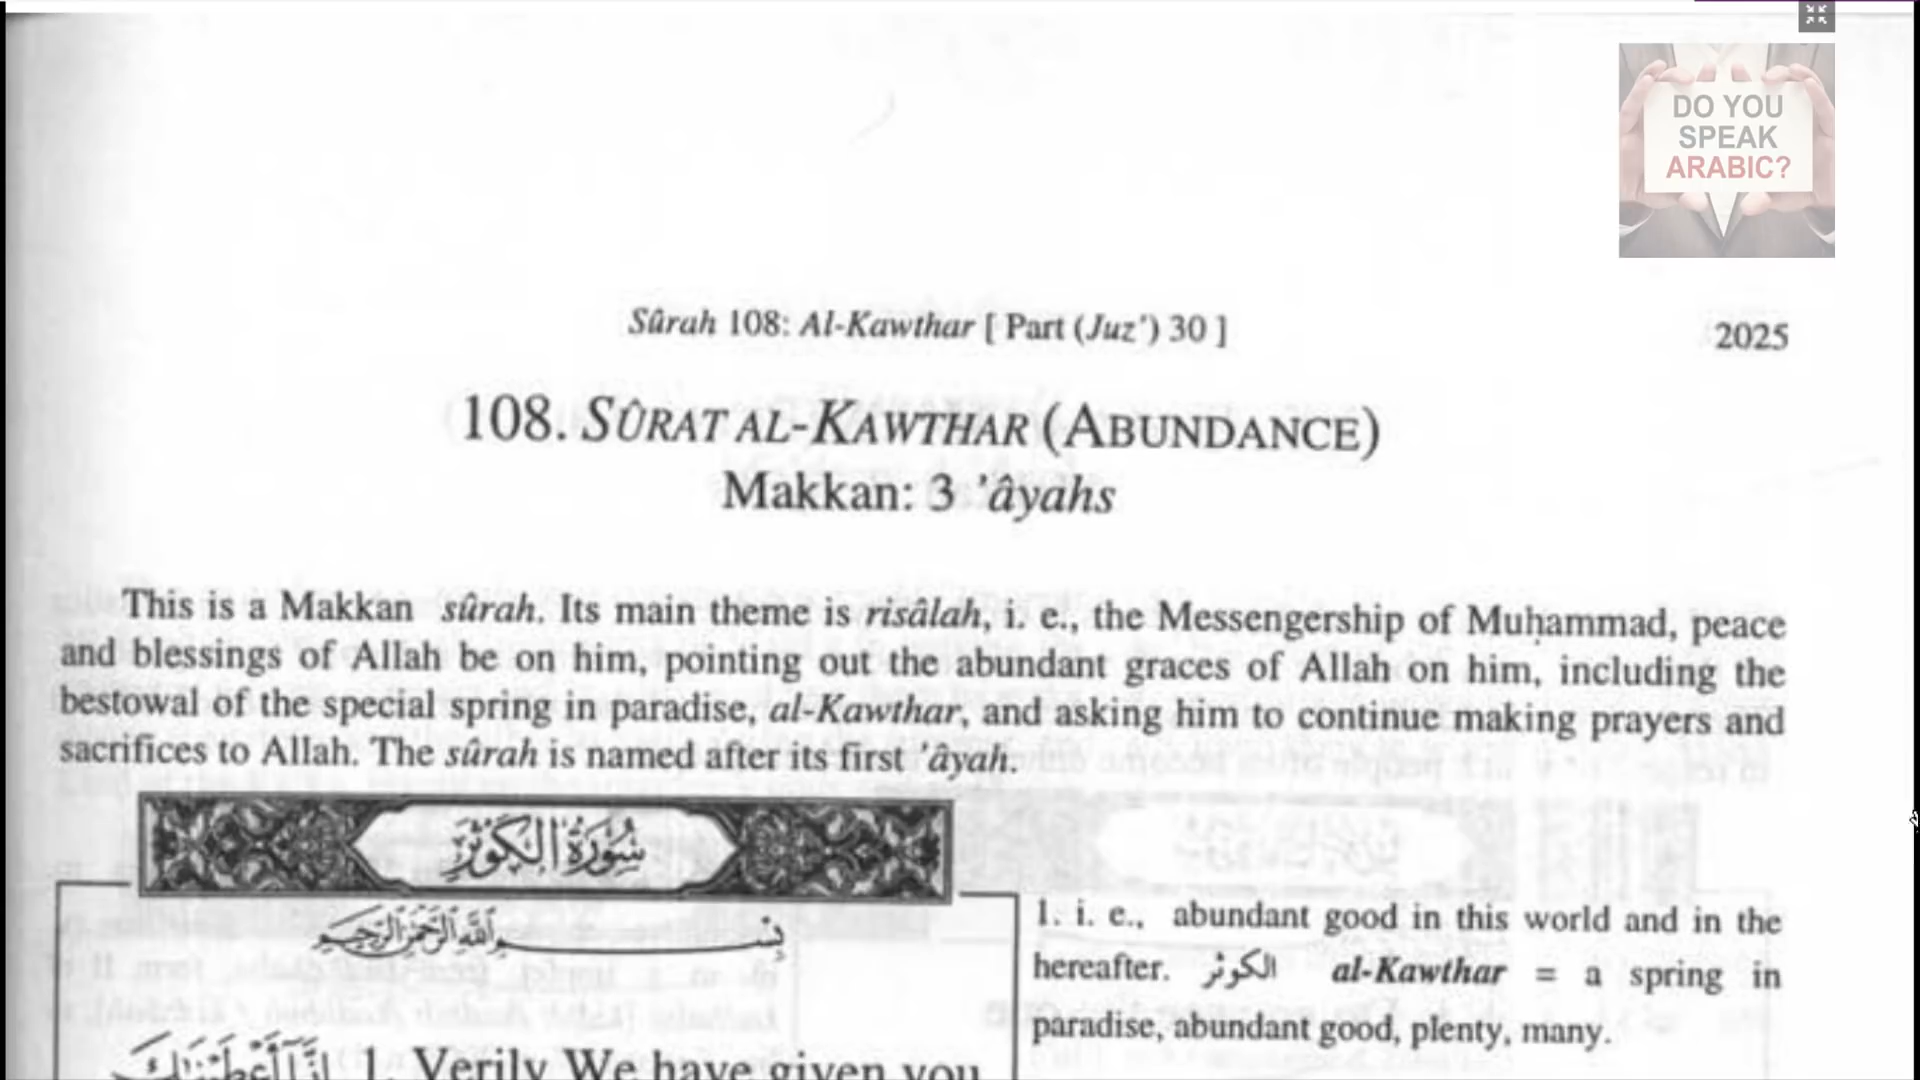 DO YOU
SPEAK
ARABIC?
Sûrah 108: Al-Kawthar [ Part (Juz') 30 ]
2025
108. SÛRAT AL-KAWTHAR (ABUNDANCE)
Makkan: 3 'âyahs
This is a Makkan sûrah. Its main theme is risâlah, i. e., the Messengership of Muḥammad, peace
and blessings of Allah be on him, pointing out the abundant graces of Allah on him, including the
bestowal of the special spring in paradise, al-Kawthar, and asking him to continue making prayers and
sacrifices to Allah. The sûrah is named after its first 'âyah.
سُورَةُ الْكَوْثَرِ
بِسْمِ اللَّهِ الرَّحْمَٰنِ الرَّحِيمِ
إِنَّا أَعْطَيْنَاكَ
1. Verily We have given you
1. i. e., abundant good in this world and in the
hereafter. الكوثر al-Kawthar = a spring in
paradise, abundant good, plenty, many.